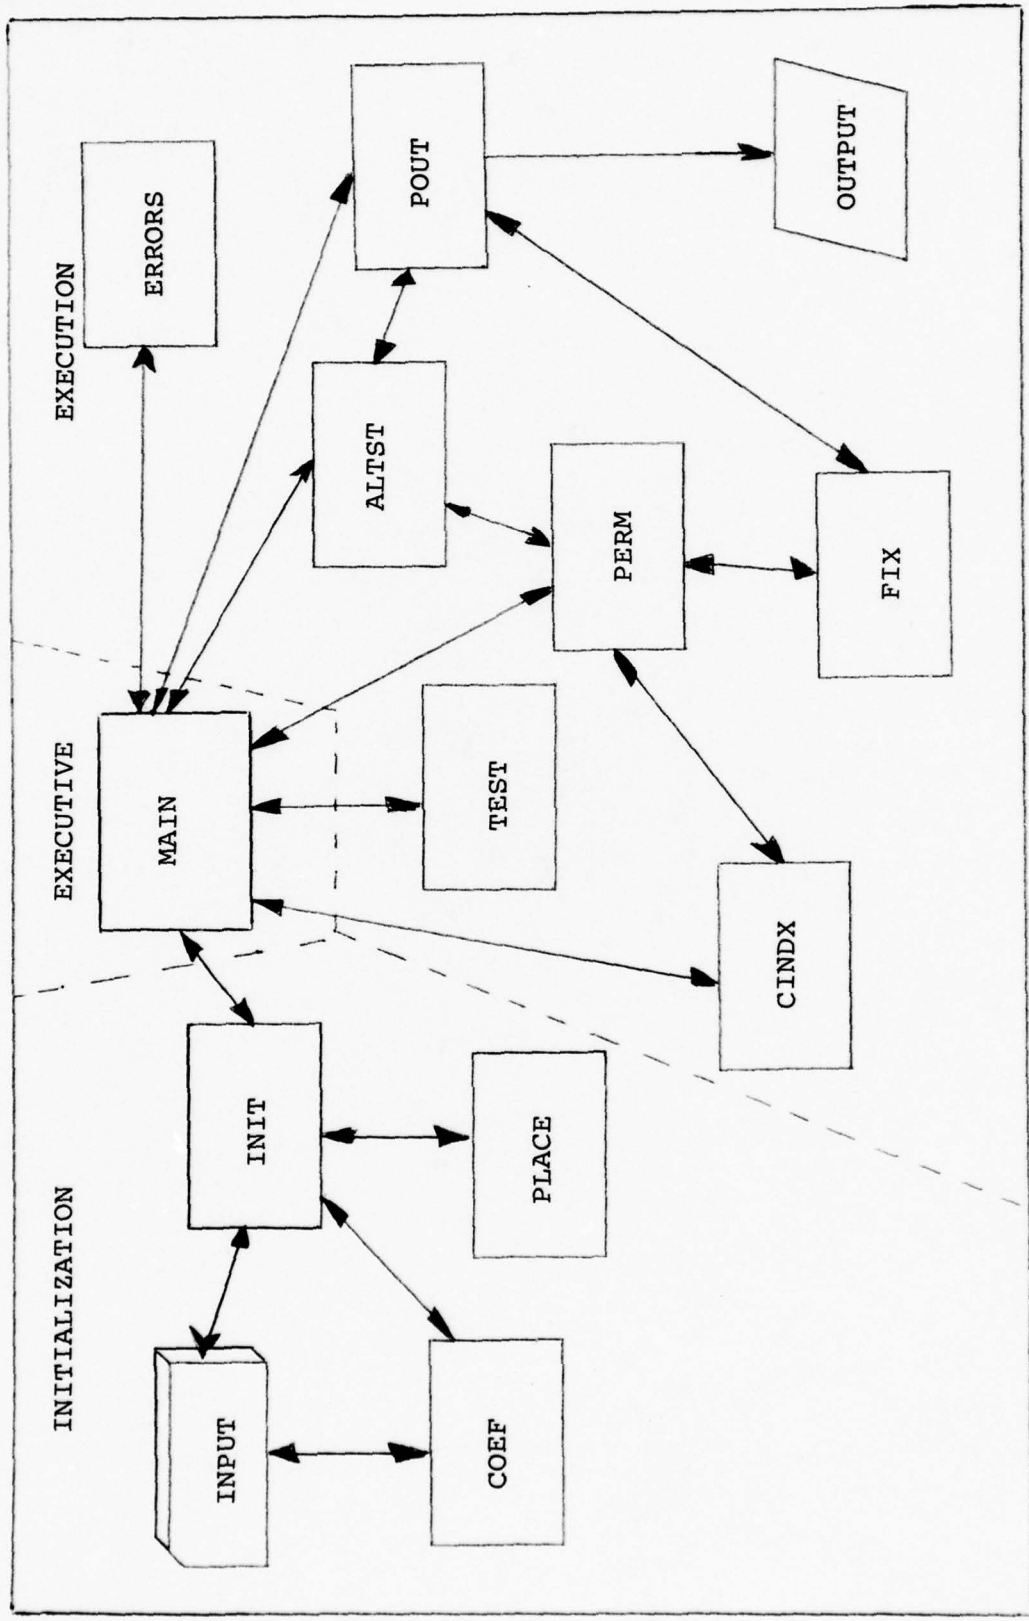 INITIALIZATION
EXECUTIVE
EXECUTION
INPUT
INIT
MAIN
ERRORS
COEF
PLACE
TEST
ALTST
POUT
CINDX
PERM
FIX
OUTPUT